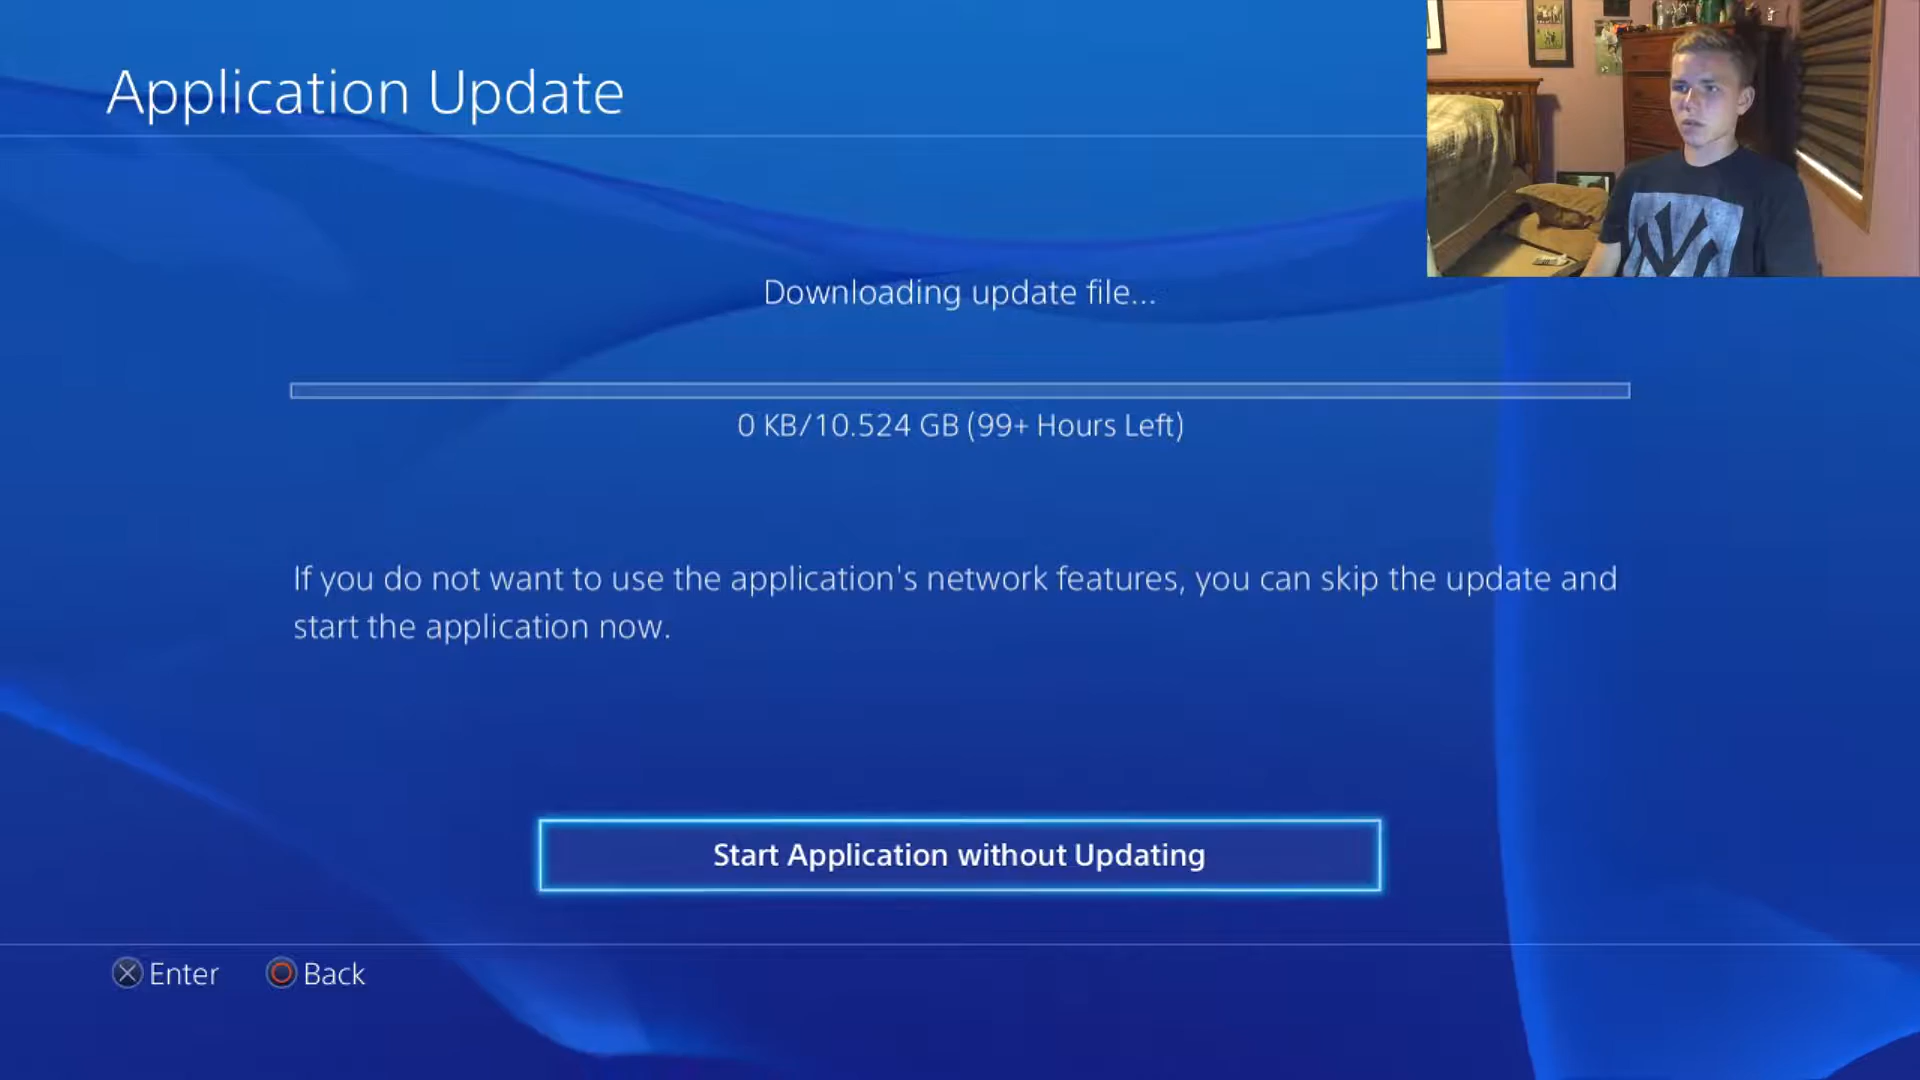 Application Update
Downloading update file...
0 KB/10.524 GB (99+ Hours Left)
If you do not want to use the application's network features, you can skip the update and
start the application now.
Start Application without Updating
Enter
Back
NY